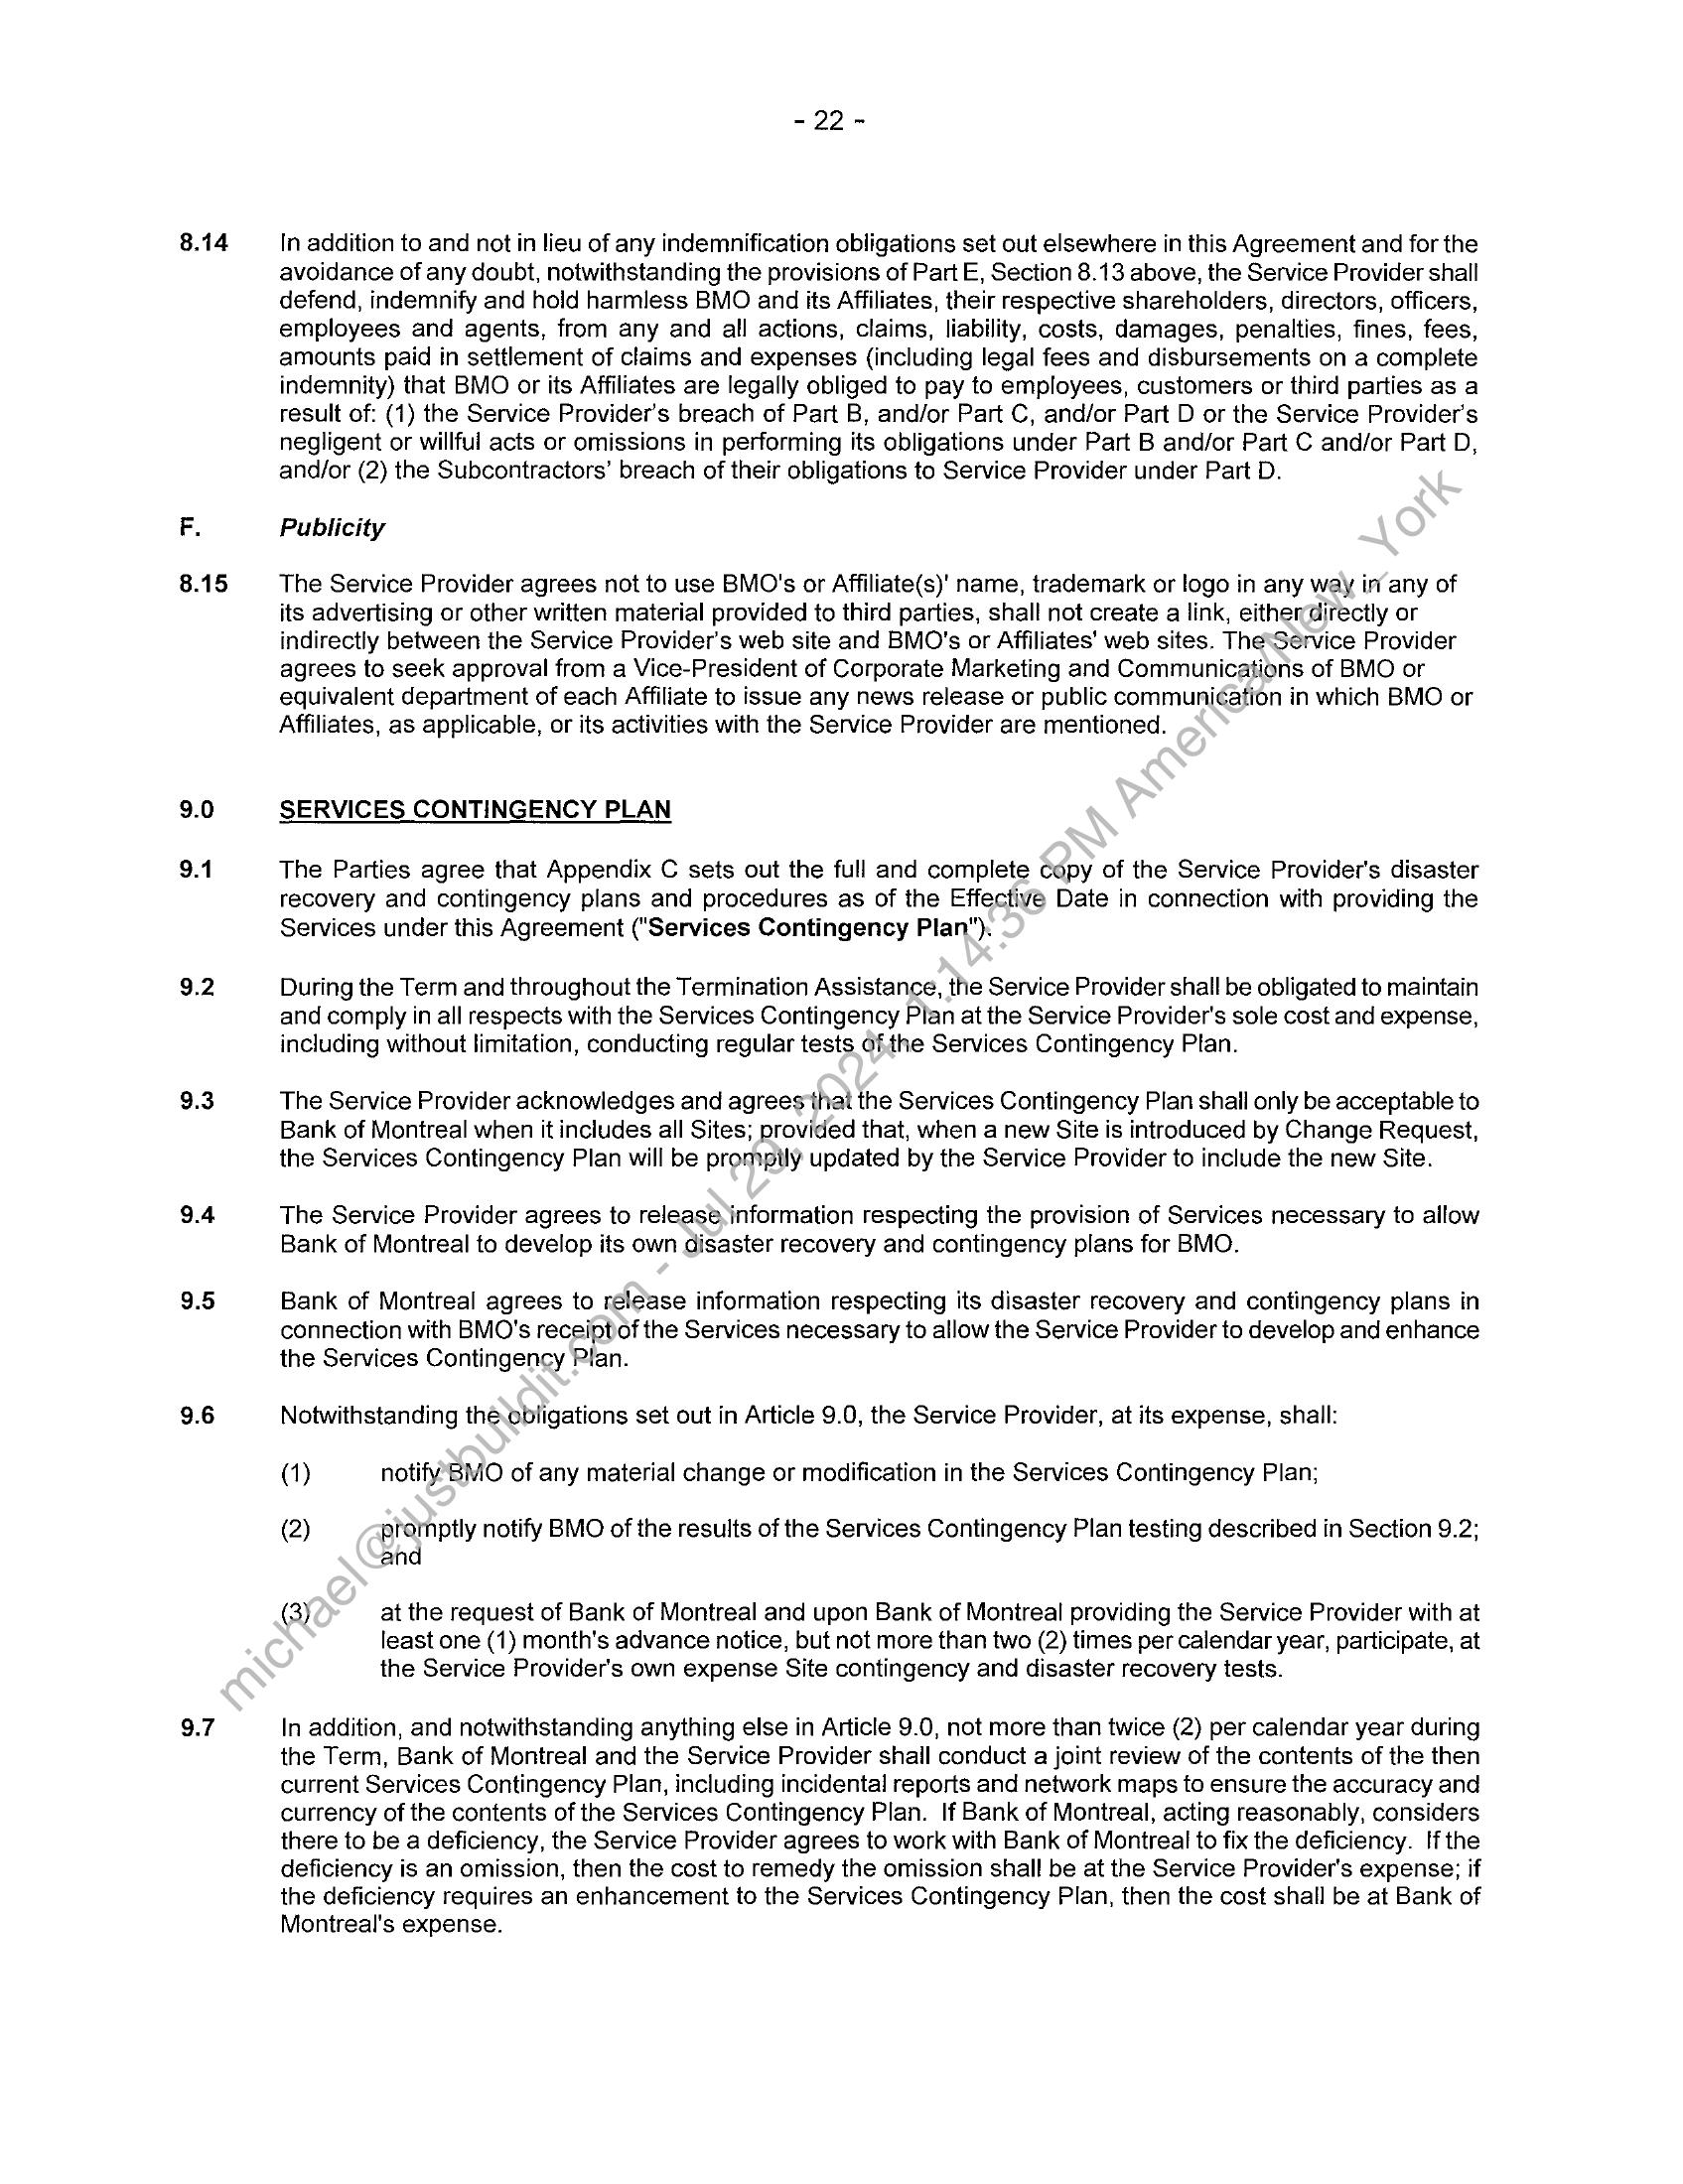 - 22 -
8.14 In addition to and not in lieu of any indemnification obligations set out elsewhere in this Agreement and for the
avoidance of any doubt, notwithstanding the provisions of Part E, Section 8.13 above, the Service Provider shall
defend, indemnify and hold harmless BMO and its Affiliates, their respective shareholders, directors, officers,
employees and agents, from any and all actions, claims, liability, costs, damages, penalties, fines, fees,
amounts paid in settlement of claims and expenses (including legal fees and disbursements on a complete
indemnity) that BMO or its Affiliates are legally obliged to pay to employees, customers or third parties as a
result of: (1) the Service Provider's breach of Part B, and/or Part C, and/or Part D or the Service Provider's
negligent or willful acts or omissions in performing its obligations under Part B and/or Part C and/or Part D,
and/or (2) the Subcontractors' breach of their obligations to Service Provider under Part D.
F. Publicity
8.15 The Service Provider agrees not to use BMO's or Affiliate(s)' name, trademark or logo in any way in any of
its advertising or other written material provided to third parties, shall not create a link, either directly or
indirectly between the Service Provider's web site and BMO's or Affiliates' web sites. The Service Provider
agrees to seek approval from a Vice-President of Corporate Marketing and Communications of BMO or
equivalent department of each Affiliate to issue any news release or public communication in which BMO or
Affiliates, as applicable, or its activities with the Service Provider are mentioned.
9.0 SERVICES CONTINGENCY PLAN
9.1 The Parties agree that Appendix C sets out the full and complete copy of the Service Provider's disaster
recovery and contingency plans and procedures as of the Effective Date in connection with providing the
Services under this Agreement ("Services Contingency Plan").
9.2 During the Term and throughout the Termination Assistance, the Service Provider shall be obligated to maintain
and comply in all respects with the Services Contingency Plan at the Service Provider's sole cost and expense,
including without limitation, conducting regular tests of the Services Contingency Plan.
9.3 The Service Provider acknowledges and agrees that the Services Contingency Plan shall only be acceptable to
Bank of Montreal when it includes all Sites; provided that, when a new Site is introduced by Change Request,
the Services Contingency Plan will be promptly updated by the Service Provider to include the new Site.
9.4 The Service Provider agrees to release information respecting the provision of Services necessary to allow
Bank of Montreal to develop its own disaster recovery and contingency plans for BMO.
9.5 Bank of Montreal agrees to release information respecting its disaster recovery and contingency plans in
connection with BMO's receipt of the Services necessary to allow the Service Provider to develop and enhance
the Services Contingency Plan.
9.6 Notwithstanding the obligations set out in Article 9.0, the Service Provider, at its expense, shall:
(1) notify BMO of any material change or modification in the Services Contingency Plan;
(2) promptly notify BMO of the results of the Services Contingency Plan testing described in Section 9.2;
and
(3) at the request of Bank of Montreal and upon Bank of Montreal providing the Service Provider with at
least one (1) month's advance notice, but not more than two (2) times per calendar year, participate, at
the Service Provider's own expense Site contingency and disaster recovery tests.
9.7 In addition, and notwithstanding anything else in Article 9.0, not more than twice (2) per calendar year during
the Term, Bank of Montreal and the Service Provider shall conduct a joint review of the contents of the then
current Services Contingency Plan, including incidental reports and network maps to ensure the accuracy and
currency of the contents of the Services Contingency Plan. If Bank of Montreal, acting reasonably, considers
there to be a deficiency, the Service Provider agrees to work with Bank of Montreal to fix the deficiency. If the
deficiency is an omission, then the cost to remedy the omission shall be at the Service Provider's expense; if
the deficiency requires an enhancement to the Services Contingency Plan, then the cost shall be at Bank of
Montreal's expense.
michael@justbuildit.com - Jul 29, 2024, 1:14:36 PM America/New_York